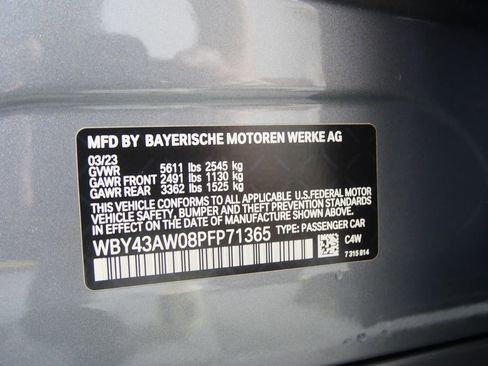 MFD BY BAYERISCHE MOTOREN WERKE AG
03/23
GVWR 5611 lbs 2545 kg
GAWR FRONT 2491 lbs 1130 kg
GAWR REAR 3362 lbs 1525 kg
THIS VEHICLE CONFORMS TO ALL APPLICABLE U.S.FEDERAL MOTOR
VEHICLE SAFETY, BUMPER, AND THEFT PREVENTION STANDARDS
IN EFFECT ON THE DATE OF MANUFACTURE SHOWN ABOVE.
WBY43AW08PFP71365 TYPE: PASSENGER CAR
C4W
7 315 814